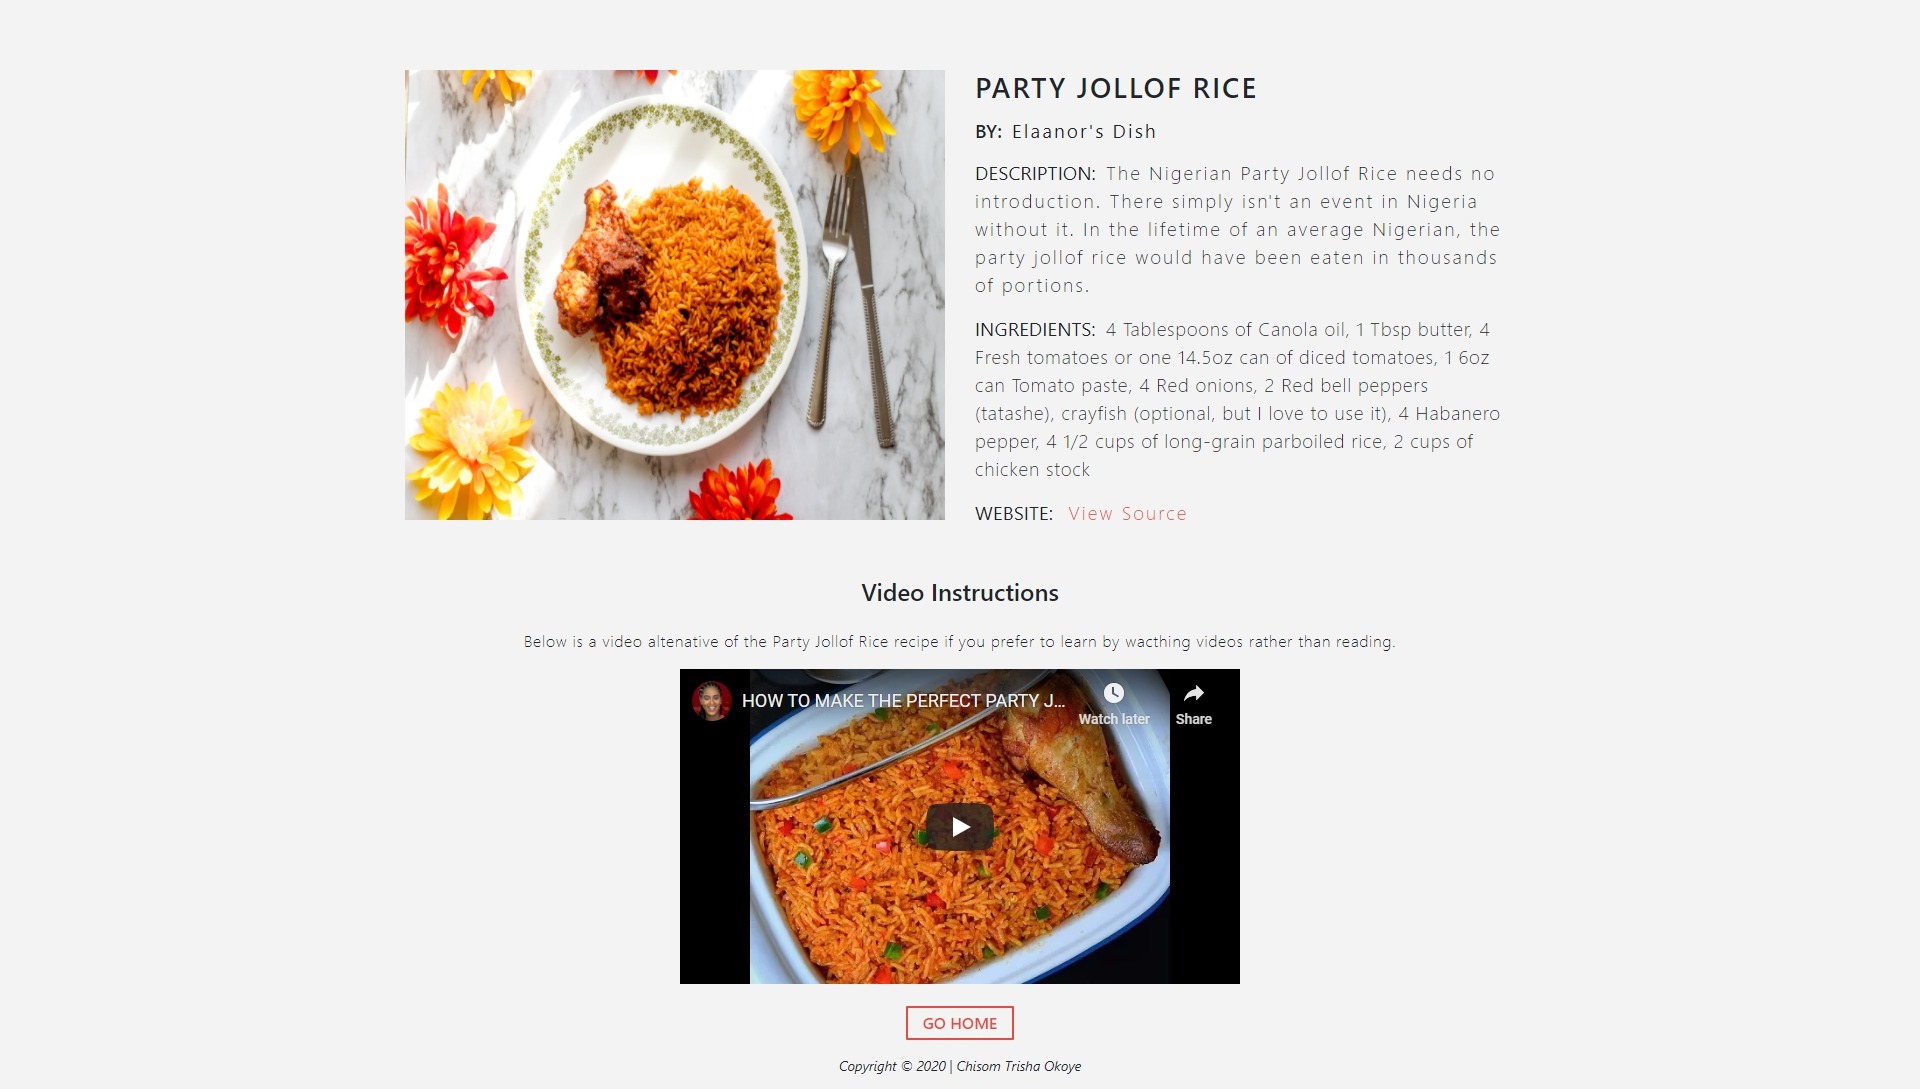 PARTY JOLLOF RICE
BY: Elaanor's Dish
DESCRIPTION: The Nigerian Party Jollof Rice needs no
introduction. There simply isn't an event in Nigeria
without it. In the lifetime of an average Nigerian, the
party jollof rice would have been eaten in thousands
of portions.
INGREDIENTS: 4 Tablespoons of Canola oil, 1 Tbsp butter, 4
Fresh tomatoes or one 14.5oz can of diced tomatoes, 1 6oz
can Tomato paste, 4 Red onions, 2 Red bell peppers
(tatashe), crayfish (optional, but I love to use it), 4 Habanero
pepper, 4 1/2 cups of long-grain parboiled rice, 2 cups of
chicken stock
WEBSITE: View Source
Video Instructions
Below is a video altenative of the Party Jollof Rice recipe if you prefer to learn by wacthing videos rather than reading.
HOW TO MAKE THE PERFECT PARTY J...
Watch later
Share
GO HOME
Copyright © 2020 | Chisom Trisha Okoye